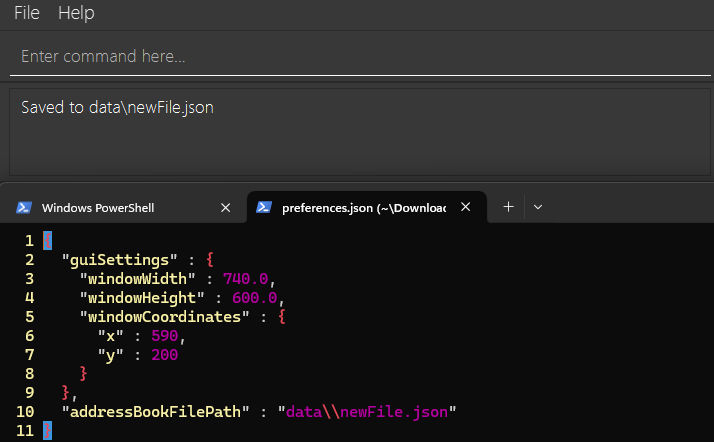 File Help
Enter command here...
Saved to data\newFile.json
Windows PowerShell
preferences.json (~\Downloac
1 {
2 "guiSettings" : {
3 "windowWidth" : 740.0,
4 "windowHeight" : 600.0,
5 "windowCoordinates" : {
6 "x" : 590,
7 "y" : 200
8 }
9 },
10 "addressBookFilePath" : "data\\newFile.json"
11 }